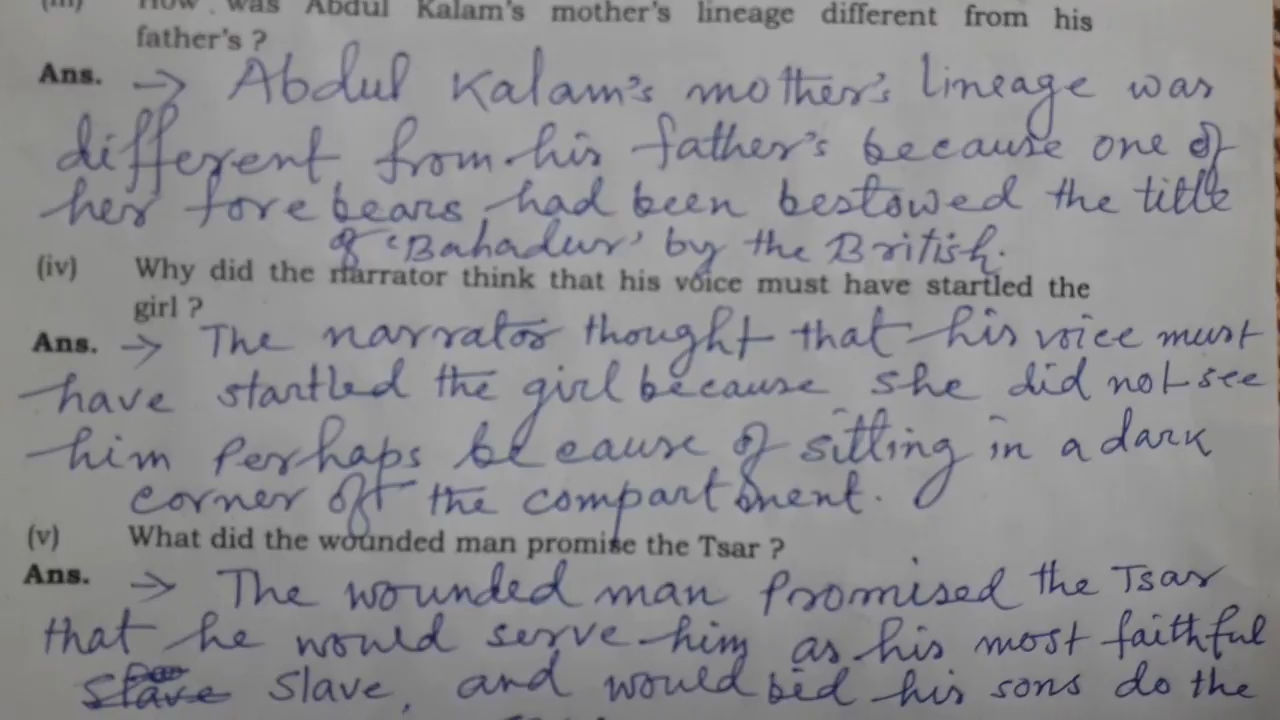 (iii) How was Abdul Kalam's mother's lineage different from his
father's ?
Ans. → Abdul Kalam's mother's lineage was
different from his father's because one of
her forebears, had been bestowed the title
of 'Bahadur' by the British.
(iv) Why did the narrator think that his voice must have startled the
girl ?
Ans. → The narrator thought that his voice must
have startled the girl because she did not see
him perhaps because of sitting in a dark
corner of the compartment.
(v) What did the wounded man promise the Tsar ?
Ans. → The wounded man promised the Tsar
that he would serve him as his most faithful
slave, and would bid his sons do the